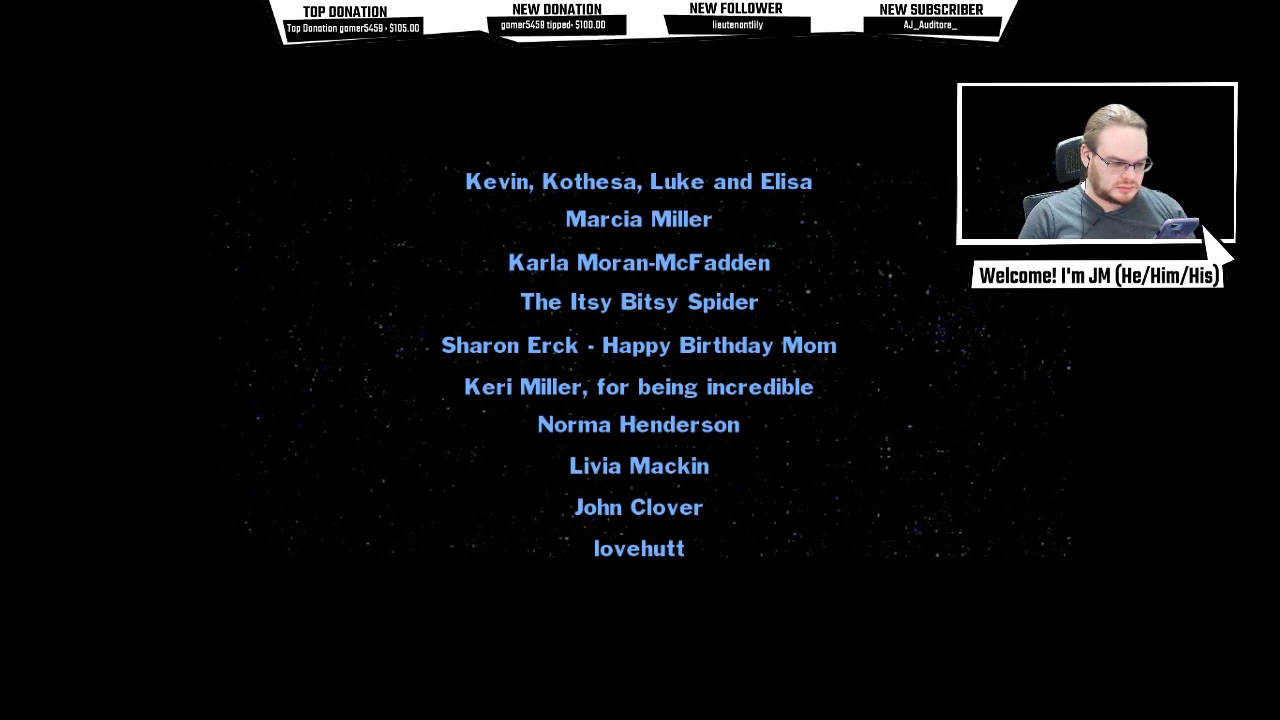 TOP DONATION
Top Donation gamer5459 • $105.00
NEW DONATION
gamer5459 tipped• $100.00
NEW FOLLOWER
lieutenantlily
NEW SUBSCRIBER
AJ_Auditore_
Kevin, Kothesa, Luke and Elisa
Marcia Miller
Karla Moran-McFadden
The Itsy Bitsy Spider
Sharon Erck - Happy Birthday Mom
Keri Miller, for being incredible
Norma Henderson
Livia Mackin
John Clover
lovehutt
Welcome! I'm JM (He/Him/His)